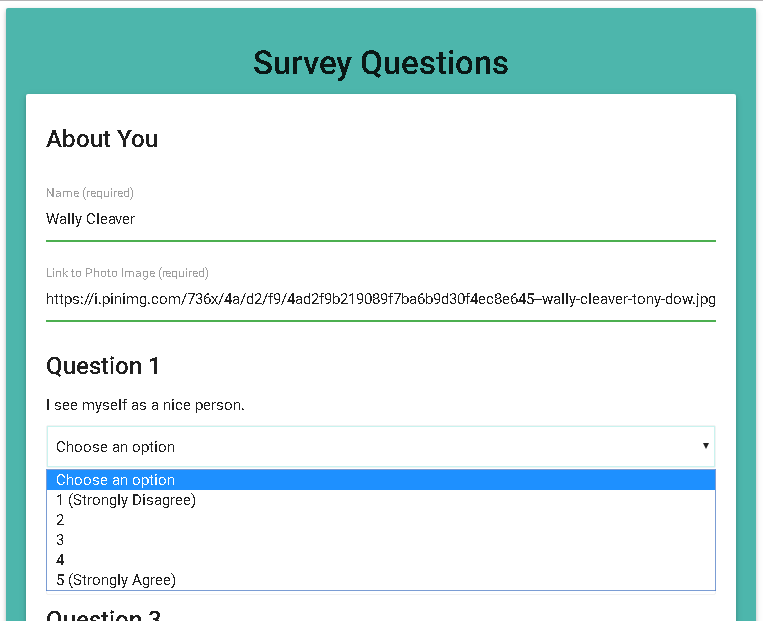 Survey Questions
About You
Name (required)
Wally Cleaver
Link to Photo Image (required)
https://i.pinimg.com/736x/4a/d2/f9/4ad2f9b219089f7ba6b9d30f4ec8e645--wally-cleaver-tony-dow.jpg
Question 1
I see myself as a nice person.
Choose an option
Choose an option
1 (Strongly Disagree)
2
3
4
5 (Strongly Agree)
Question 3